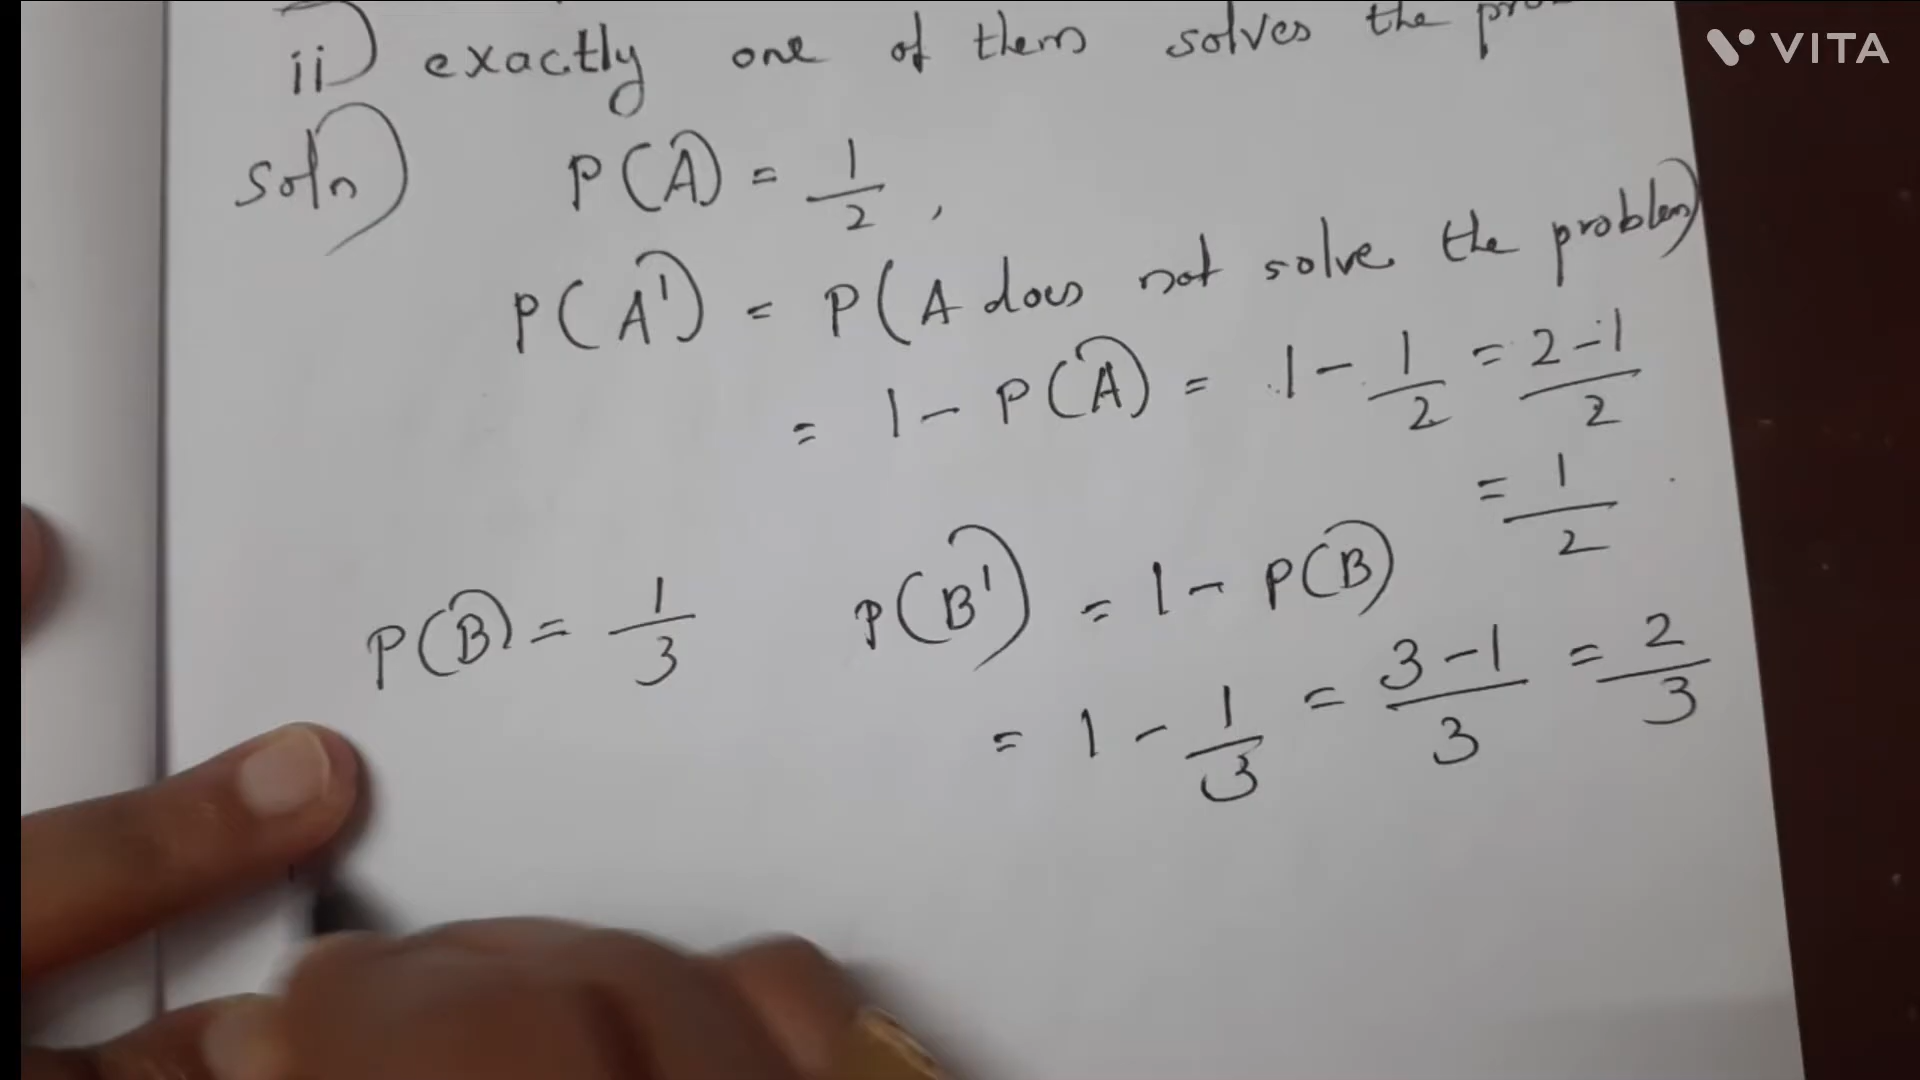 VITA
ii) exactly one of them solves the
soln) P(A) = 1/2 ,
P(A') = P(A does not solve the problem)
= 1 - P(A) = 1 - 1/2 = 2-1/2
= 1/2
P(B) = 1/3 P(B') = 1 - P(B)
= 1 - 1/3 = 3-1/3 = 2/3